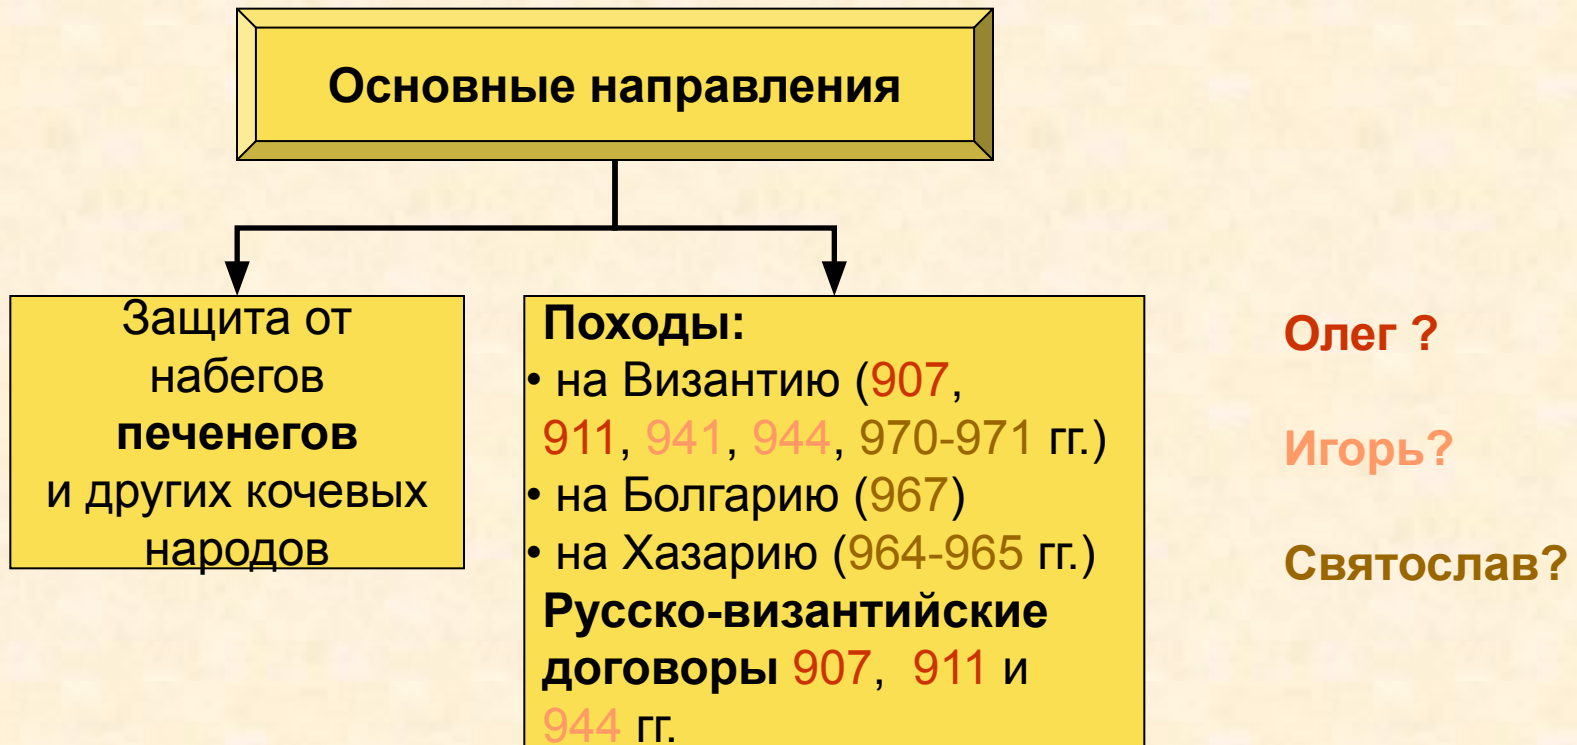 Основные направления
Защита от
набегов
печенегов
и других кочевых
народов
Походы:
• на Византию (907,
911, 941, 944, 970-971 гг.)
• на Болгарию (967)
• на Хазарию (964-965 гг.)
Русско-византийские
договоры 907, 911 и
944 гг.
Олег ?
Игорь?
Святослав?